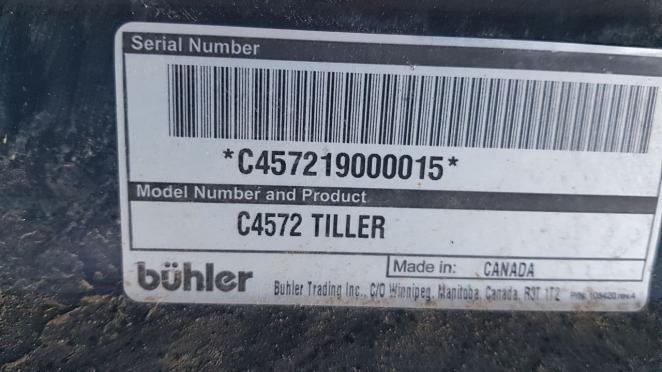 Serial Number
*C457219000015*
Model Number and Product
C4572 TILLER
bühler
Made in: CANADA
Buhler Trading Inc., C/O Winnipeg, Manitoba, Canada, R3T 1T2